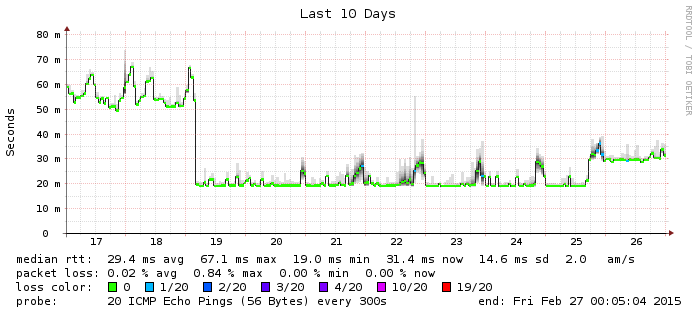 Last 10 Days
RRDTOOL / TOBI OETIKER
Seconds
80 m
70 m
60 m
50 m
40 m
30 m
20 m
10 m
0
17 18 19 20 21 22 23 24 25 26
median rtt: 29.4 ms avg 67.1 ms max 19.0 ms min 31.4 ms now 14.6 ms sd 2.0 am/s
packet loss: 0.02 % avg 0.84 % max 0.00 % min 0.00 % now
loss color: 0 1/20 2/20 3/20 4/20 10/20 19/20
probe: 20 ICMP Echo Pings (56 Bytes) every 300s end: Fri Feb 27 00:05:04 2015